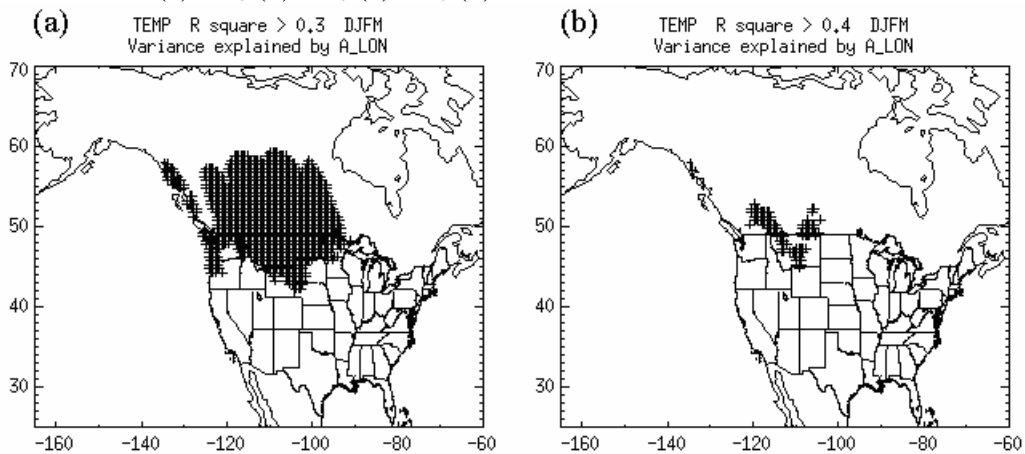 (a)
TEMP R square > 0.3 DJFM
Variance explained by A_LON
70
60
50
40
30
-160 -140 -120 -100 -80 -60
(b)
TEMP R square > 0.4 DJFM
Variance explained by A_LON
70
60
50
40
30
-160 -140 -120 -100 -80 -60